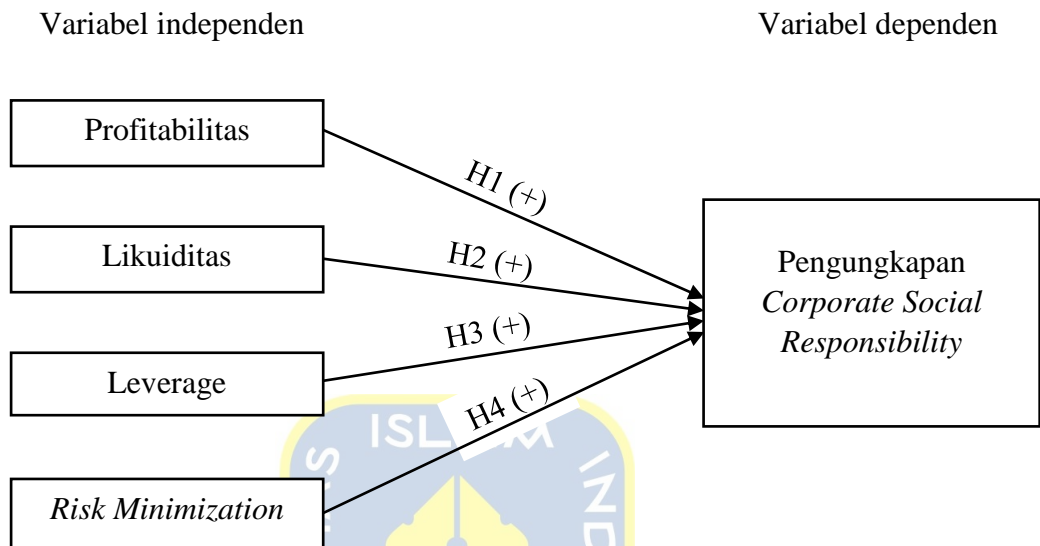 Variabel independen
Variabel dependen
Profitabilitas
H1 (+)
Likuiditas
H2 (+)
Pengungkapan
Corporate Social
Responsibility
H3 (+)
Leverage
H4 (+)
Risk Minimization